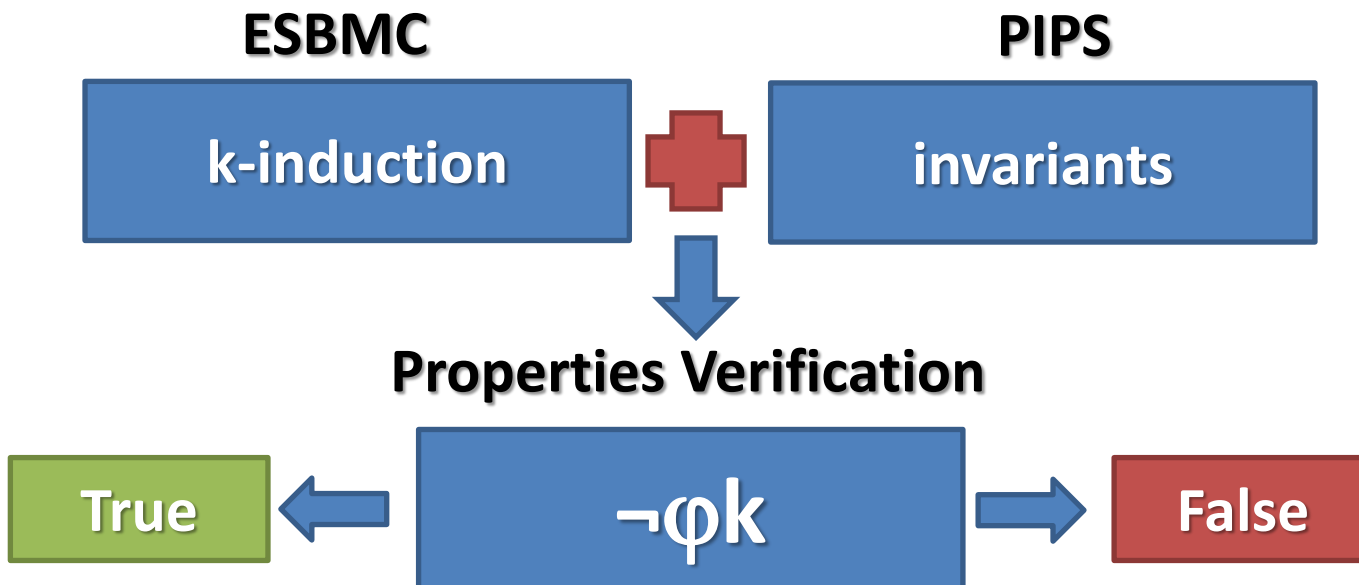 ESBMC
PIPS
k-induction
invariants
Properties Verification
True
¬φk
False